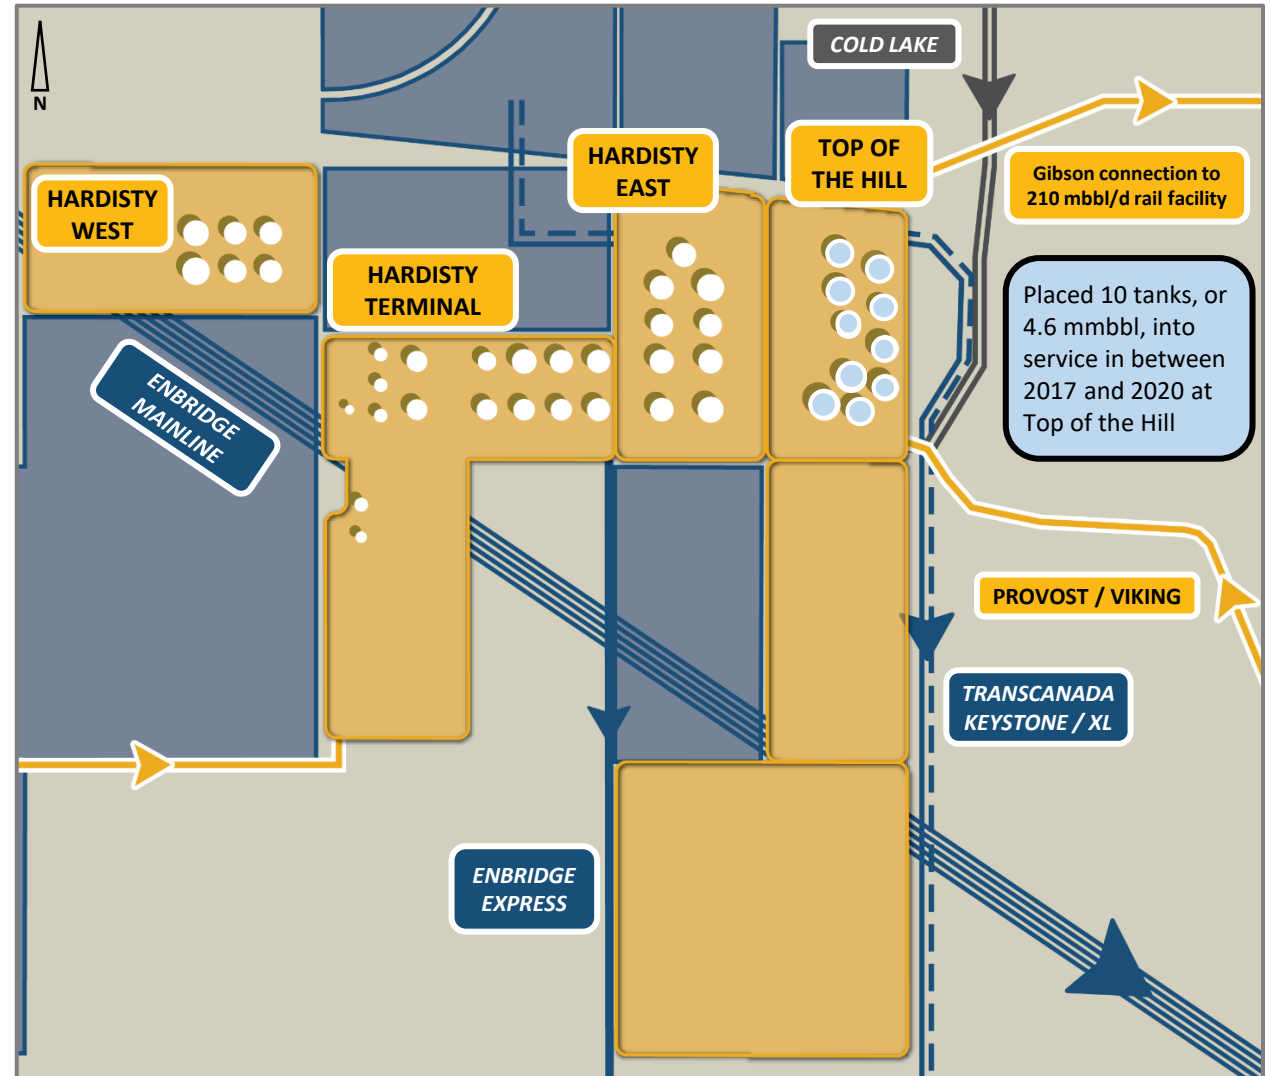 COLD LAKE
N
HARDISTY
EAST
TOP OF
THE HILL
Gibson connection to
210 mbbl/d rail facility
HARDISTY
WEST
HARDISTY
TERMINAL
Placed 10 tanks, or
4.6 mmbbl, into
service in between
2017 and 2020 at
Top of the Hill
ENBRIDGE
MAINLINE
PROVOST / VIKING
TRANSCANADA
KEYSTONE / XL
ENBRIDGE
EXPRESS